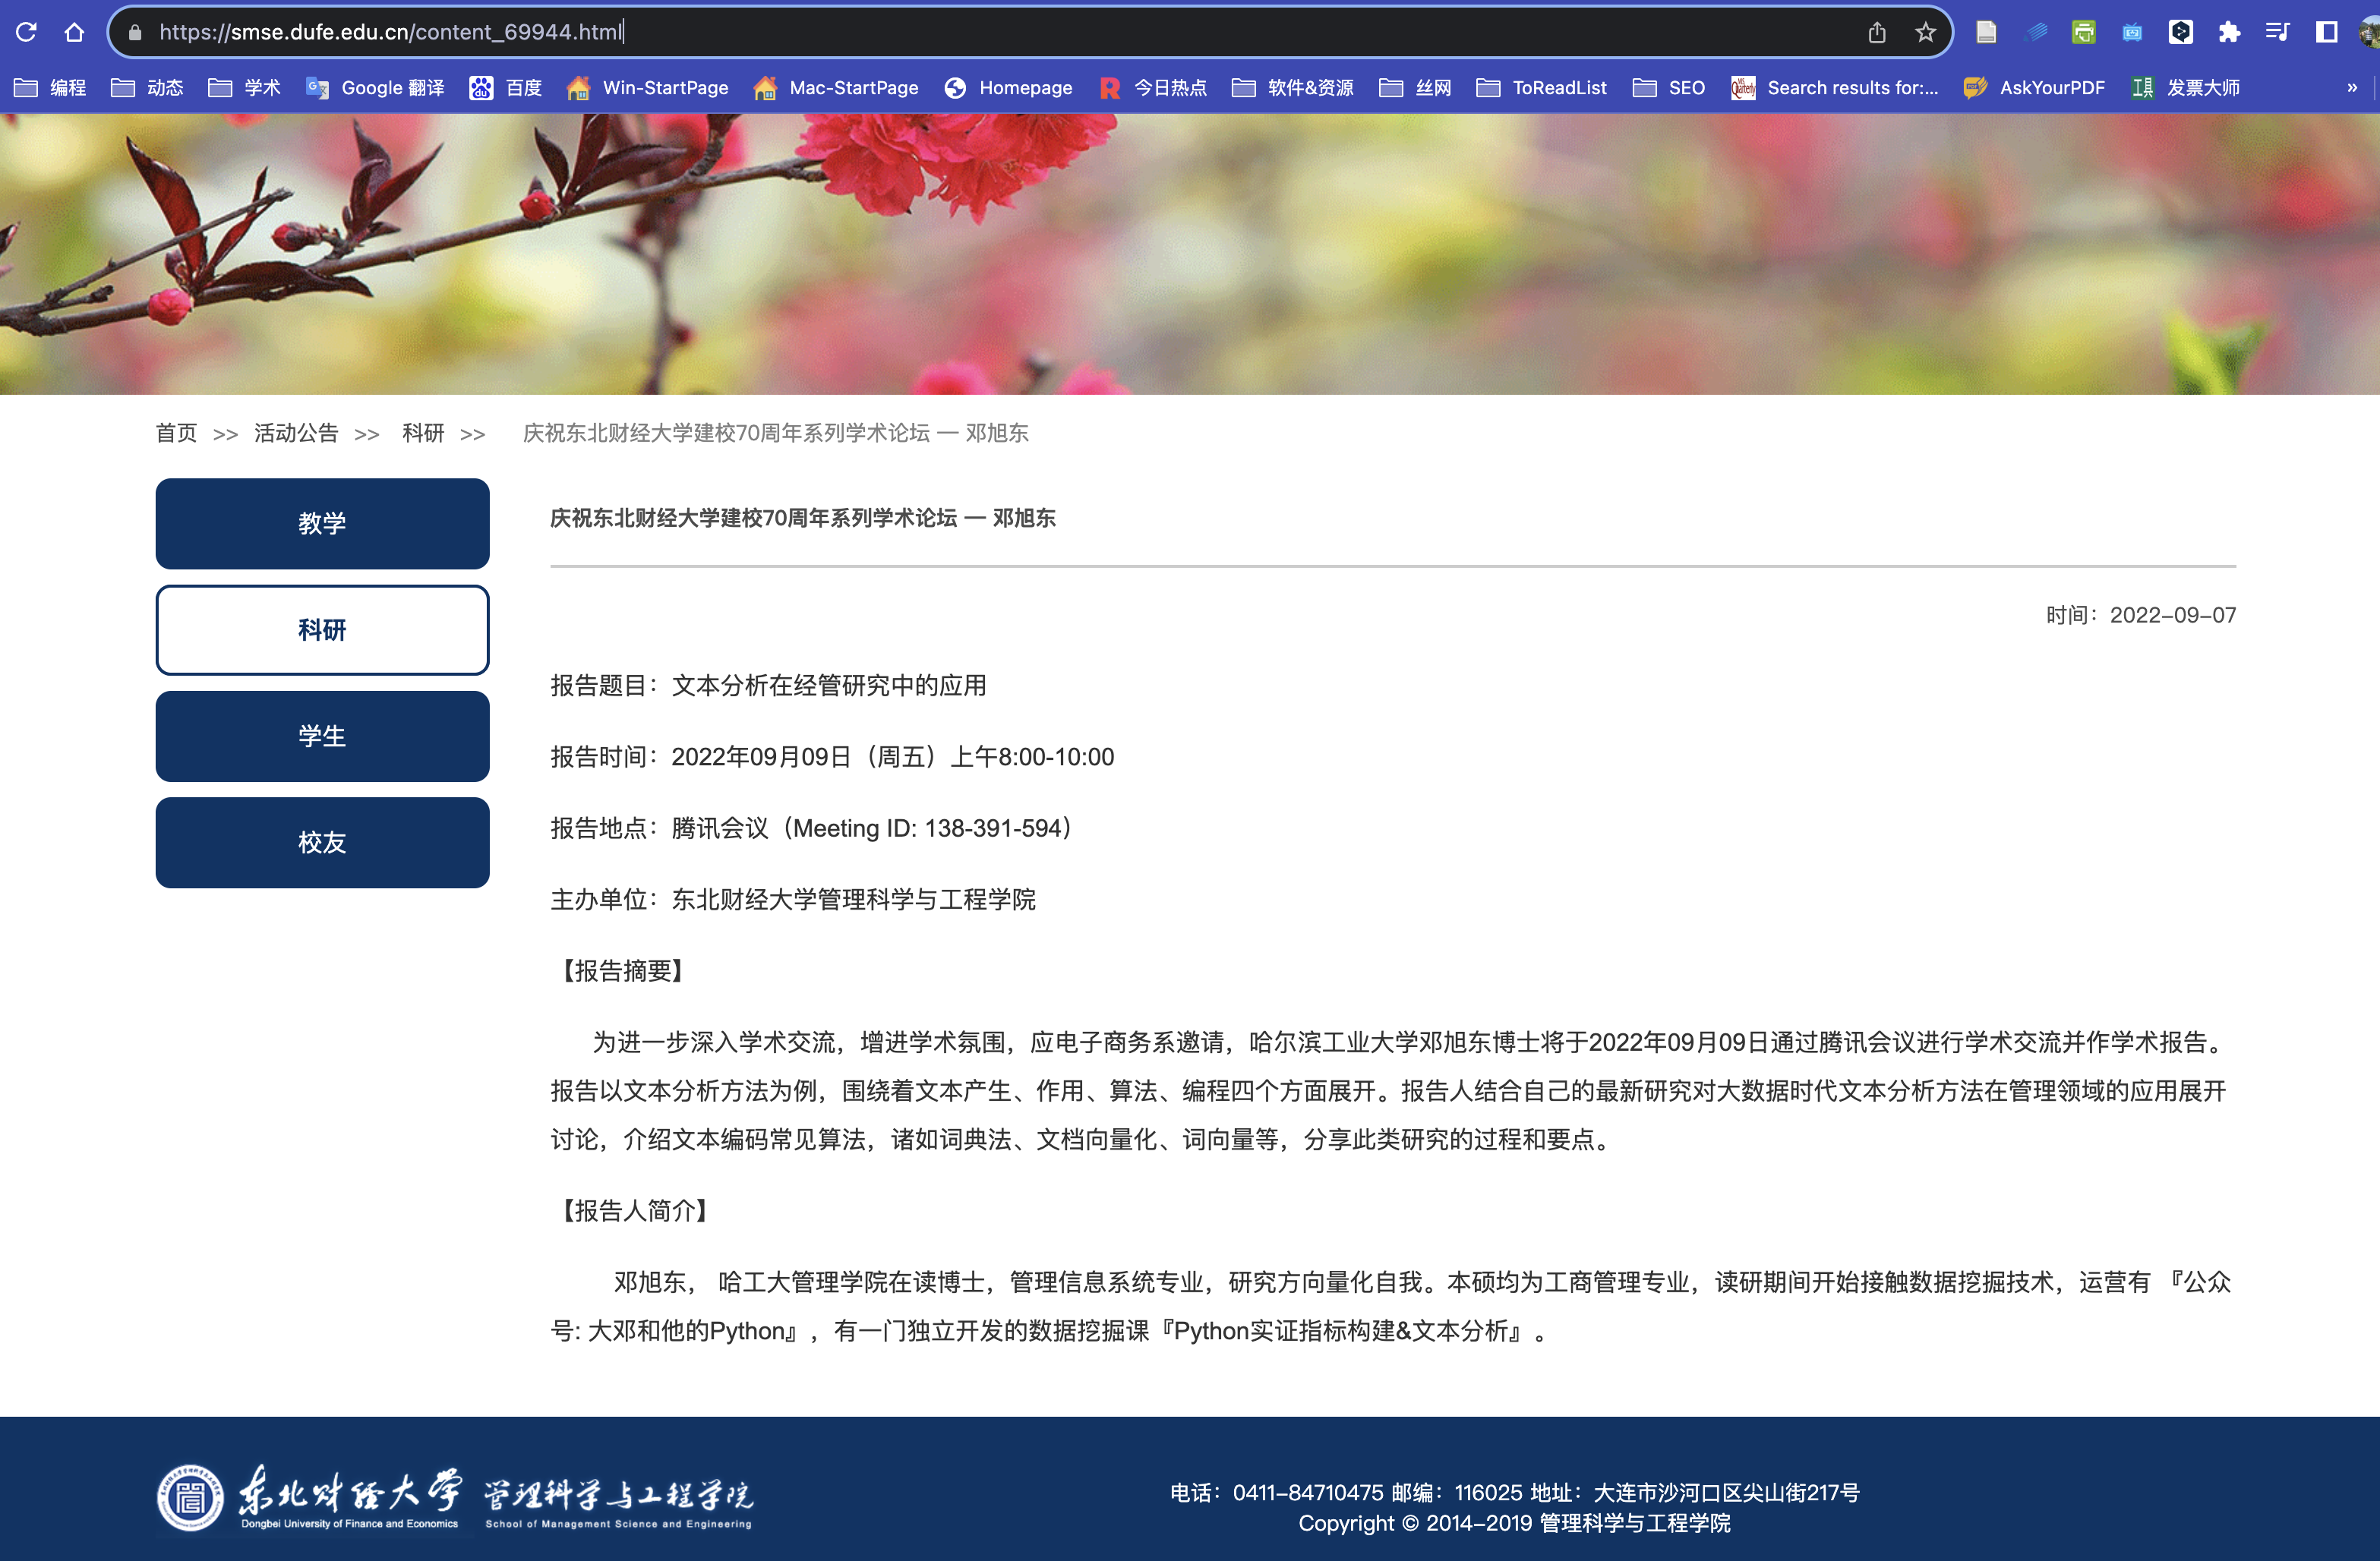 https://smse.dufe.edu.cn/content_69944.html
编程 动态 学术 Google 翻译 百度 Win-StartPage Mac-StartPage Homepage 今日热点 软件&资源 丝网 ToReadList SEO Search results for:... AskYourPDF 发票大师 »
首页 >> 活动公告 >> 科研 >> 庆祝东北财经大学建校70周年系列学术论坛 — 邓旭东
教学
科研
学生
校友
庆祝东北财经大学建校70周年系列学术论坛 — 邓旭东
时间：2022-09-07
报告题目：文本分析在经管研究中的应用
报告时间：2022年09月09日（周五）上午8:00-10:00
报告地点：腾讯会议（Meeting ID: 138-391-594）
主办单位：东北财经大学管理科学与工程学院
【报告摘要】
为进一步深入学术交流，增进学术氛围，应电子商务系邀请，哈尔滨工业大学邓旭东博士将于2022年09月09日通过腾讯会议进行学术交流并作学术报告。
报告以文本分析方法为例，围绕着文本产生、作用、算法、编程四个方面展开。报告人结合自己的最新研究对大数据时代文本分析方法在管理领域的应用展开
讨论，介绍文本编码常见算法，诸如词典法、文档向量化、词向量等，分享此类研究的过程和要点。
【报告人简介】
邓旭东， 哈工大管理学院在读博士，管理信息系统专业，研究方向量化自我。本硕均为工商管理专业，读研期间开始接触数据挖掘技术，运营有 『公众
号: 大邓和他的Python』，有一门独立开发的数据挖掘课『Python实证指标构建&文本分析』。
东北财经大学 管理科学与工程学院
Dongbei University of Finance and Economics School of Management Science and Engineering
电话：0411-84710475 邮编：116025 地址：大连市沙河口区尖山街217号
Copyright © 2014-2019 管理科学与工程学院